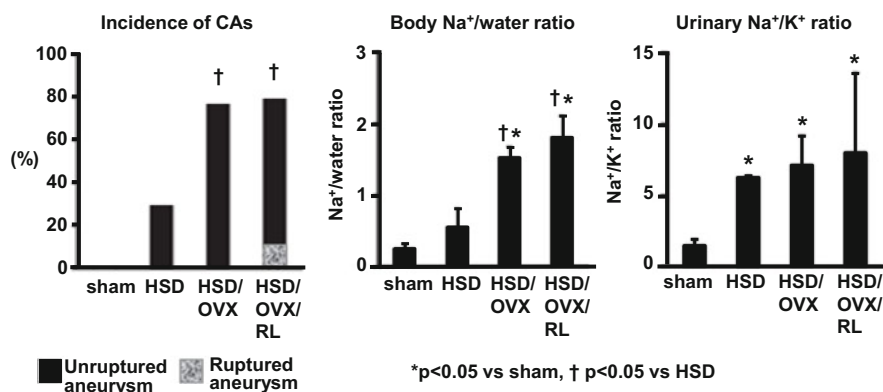 Incidence of CAs
100
80
60
40
20
0
(%)
sham HSD HSD/ OVX HSD/ OVX/ RL
Unruptured aneurysm
Ruptured aneurysm
† †
Body Na⁺/water ratio
Na⁺/water ratio
3
2
1
0
†* †*
sham HSD HSD/ OVX HSD/ OVX/ RL
Urinary Na⁺/K⁺ ratio
Na⁺/K⁺ ratio
15
10
5
0
* * *
sham HSD HSD/ OVX HSD/ OVX/ RL
*p<0.05 vs sham, † p<0.05 vs HSD